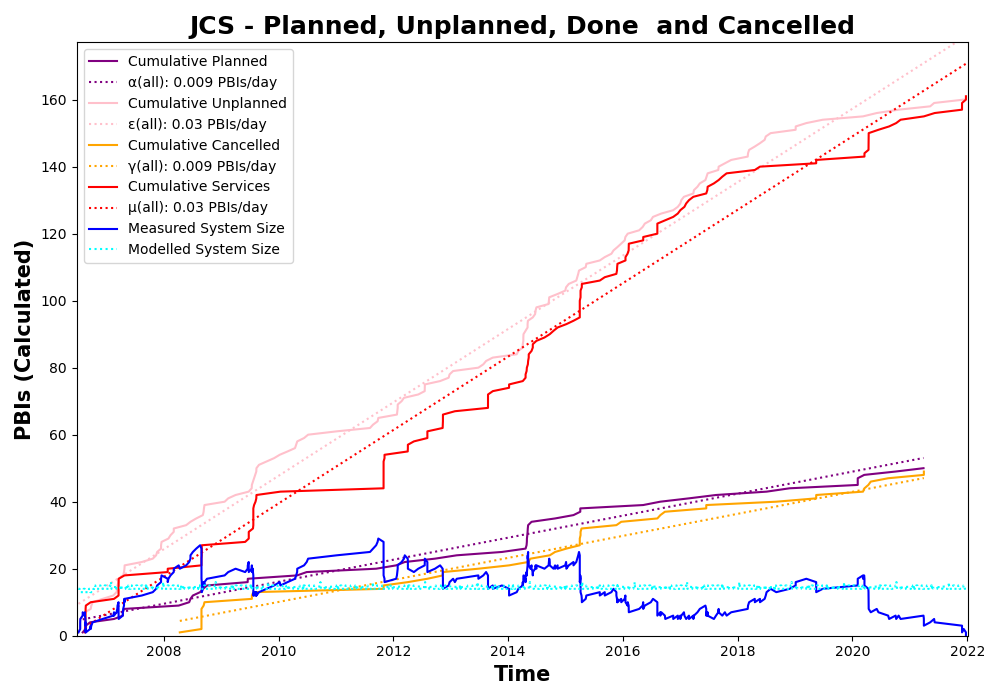 JCS - Planned, Unplanned, Done  and Cancelled
Cumulative Planned
α(all): 0.009 PBIs/day
Cumulative Unplanned
ε(all): 0.03 PBIs/day
Cumulative Cancelled
γ(all): 0.009 PBIs/day
Cumulative Services
μ(all): 0.03 PBIs/day
Measured System Size
Modelled System Size
PBIs (Calculated)
160
140
120
100
80
60
40
20
0
2008
2010
2012
2014
2016
2018
2020
2022
Time